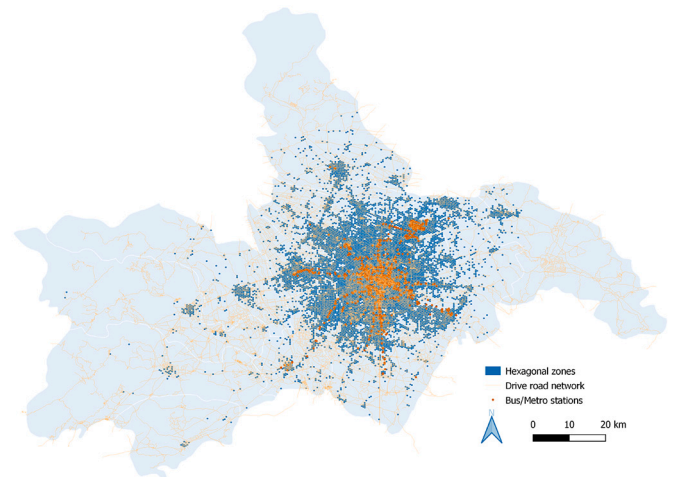 Hexagonal zones
Drive road network
Bus/Metro stations
N
0 10 20 km